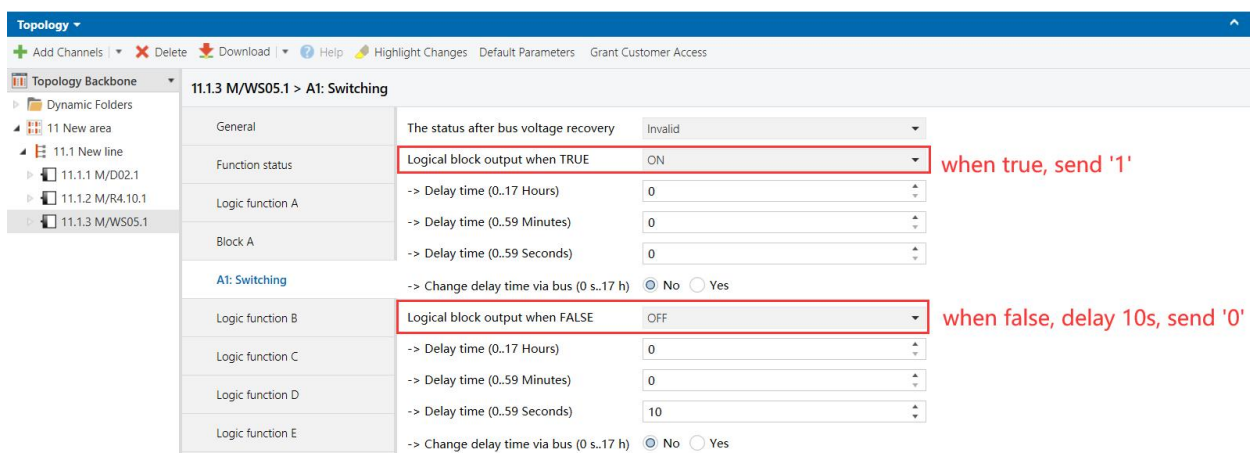 Topology
Add Channels Delete Download Help Highlight Changes Default Parameters Grant Customer Access
Topology Backbone
Dynamic Folders
11 New area
11.1 New line
11.1.1 M/D02.1
11.1.2 M/R4.10.1
11.1.3 M/WS05.1
11.1.3 M/WS05.1 > A1: Switching
General
Function status
Logic function A
Block A
A1: Switching
Logic function B
Logic function C
Logic function D
Logic function E
The status after bus voltage recovery Invalid
Logical block output when TRUE ON
when true, send '1'
-> Delay time (0..17 Hours) 0
-> Delay time (0..59 Minutes) 0
-> Delay time (0..59 Seconds) 0
-> Change delay time via bus (0 s..17 h) No Yes
Logical block output when FALSE OFF
when false, delay 10s, send '0'
-> Delay time (0..17 Hours) 0
-> Delay time (0..59 Minutes) 0
-> Delay time (0..59 Seconds) 10
-> Change delay time via bus (0 s..17 h) No Yes